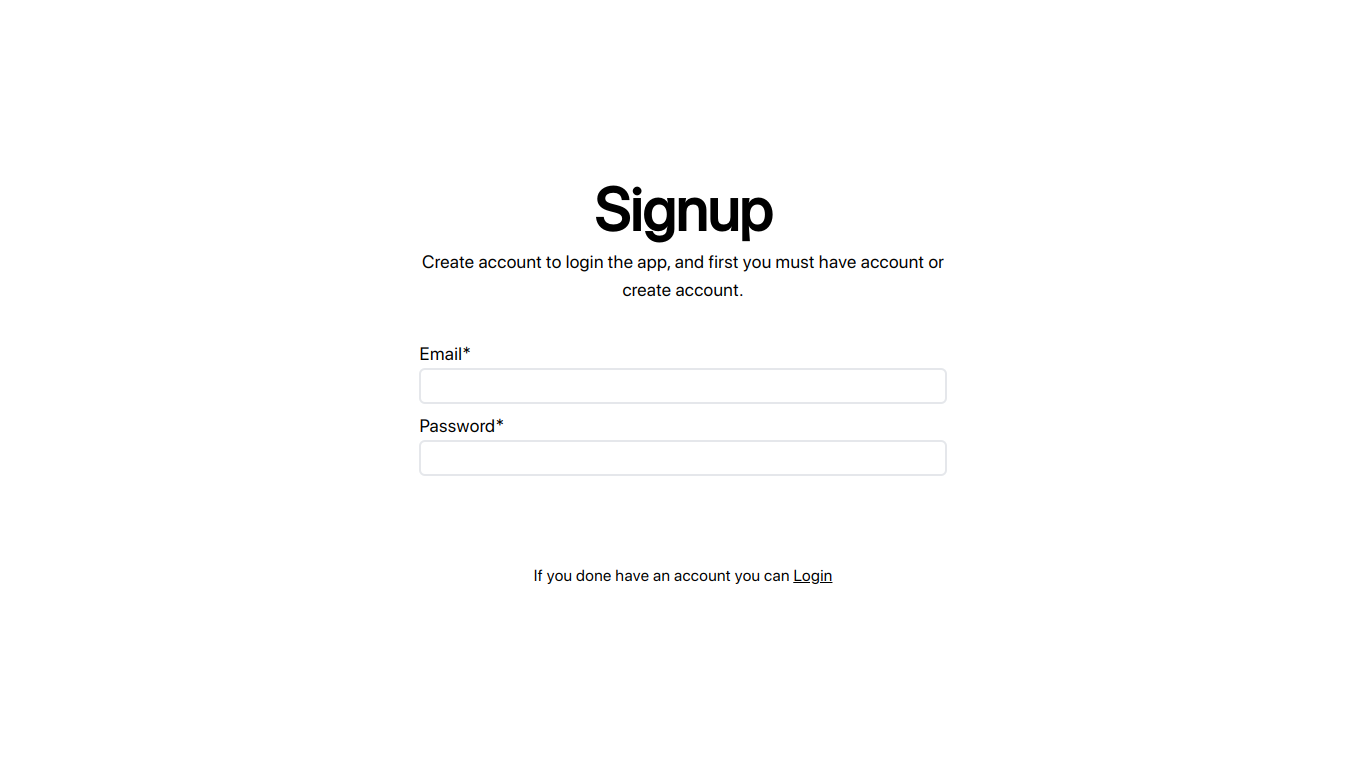 Signup
Create account to login the app, and first you must have account or
create account.
Email*
Password*
If you done have an account you can Login